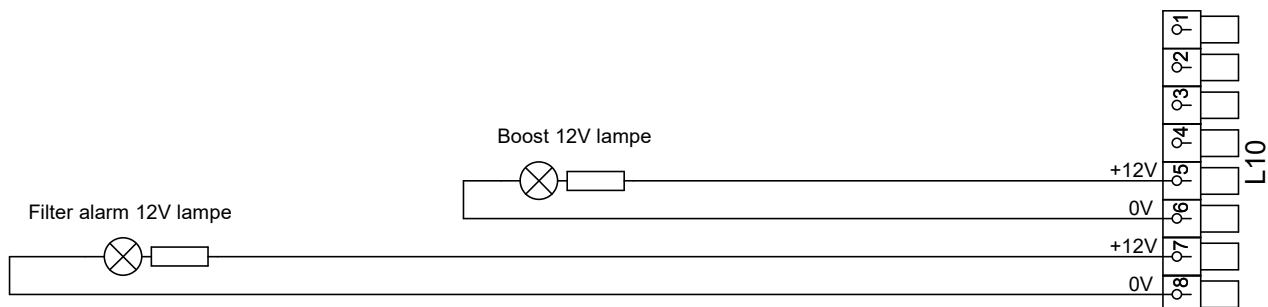 1
2
3
4
Boost 12V lampe
+12V
5
L10
0V
6
Filter alarm 12V lampe
+12V
7
0V
8